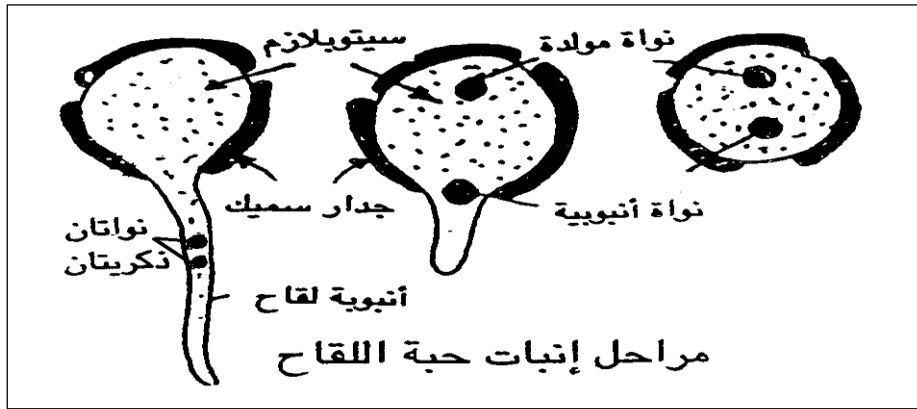 نواة مولدة
سيتوبلازم
جدار سميك
نواة أنبوبية
نواتان
ذكريتان
أنبوبة لقاح
مراحل إنبات حبة اللقاح